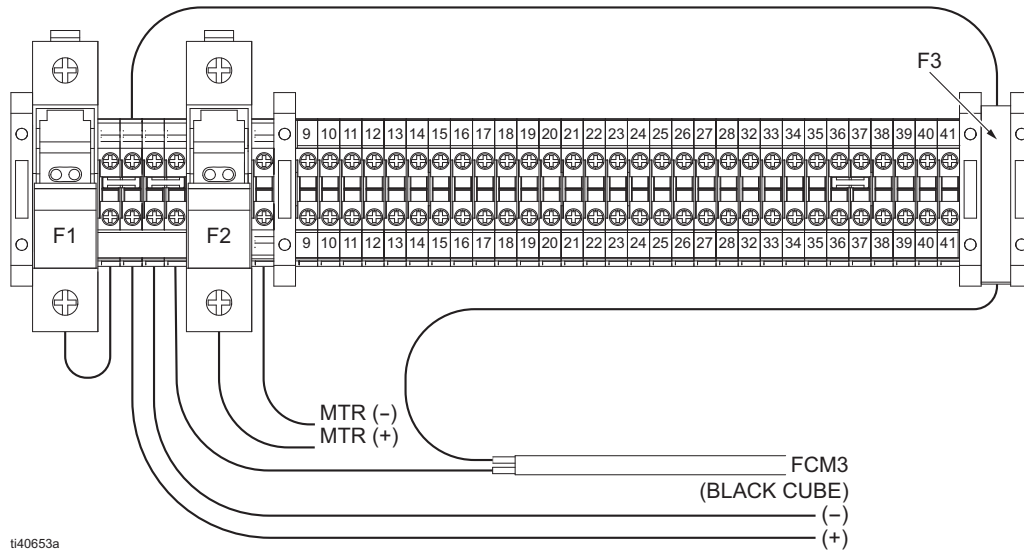 F3
9 10 11 12 13 14 15 16 17 18 19 20 21 22 23 24 25 26 27 28 32 33 34 35 36 37 38 39 40 41
F1
F2
9 10 11 12 13 14 15 16 17 18 19 20 21 22 23 24 25 26 27 28 32 33 34 35 36 37 38 39 40 41
MTR (−)
MTR (+)
FCM3
(BLACK CUBE)
(−)
(+)
ti40653a